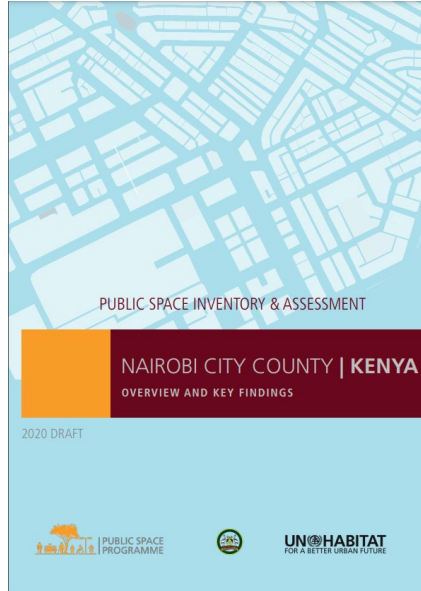 PUBLIC SPACE INVENTORY & ASSESSMENT
NAIROBI CITY COUNTY | KENYA
OVERVIEW AND KEY FINDINGS
2020 DRAFT
PUBLIC SPACE
PROGRAMME
UN HABITAT
FOR A BETTER URBAN FUTURE